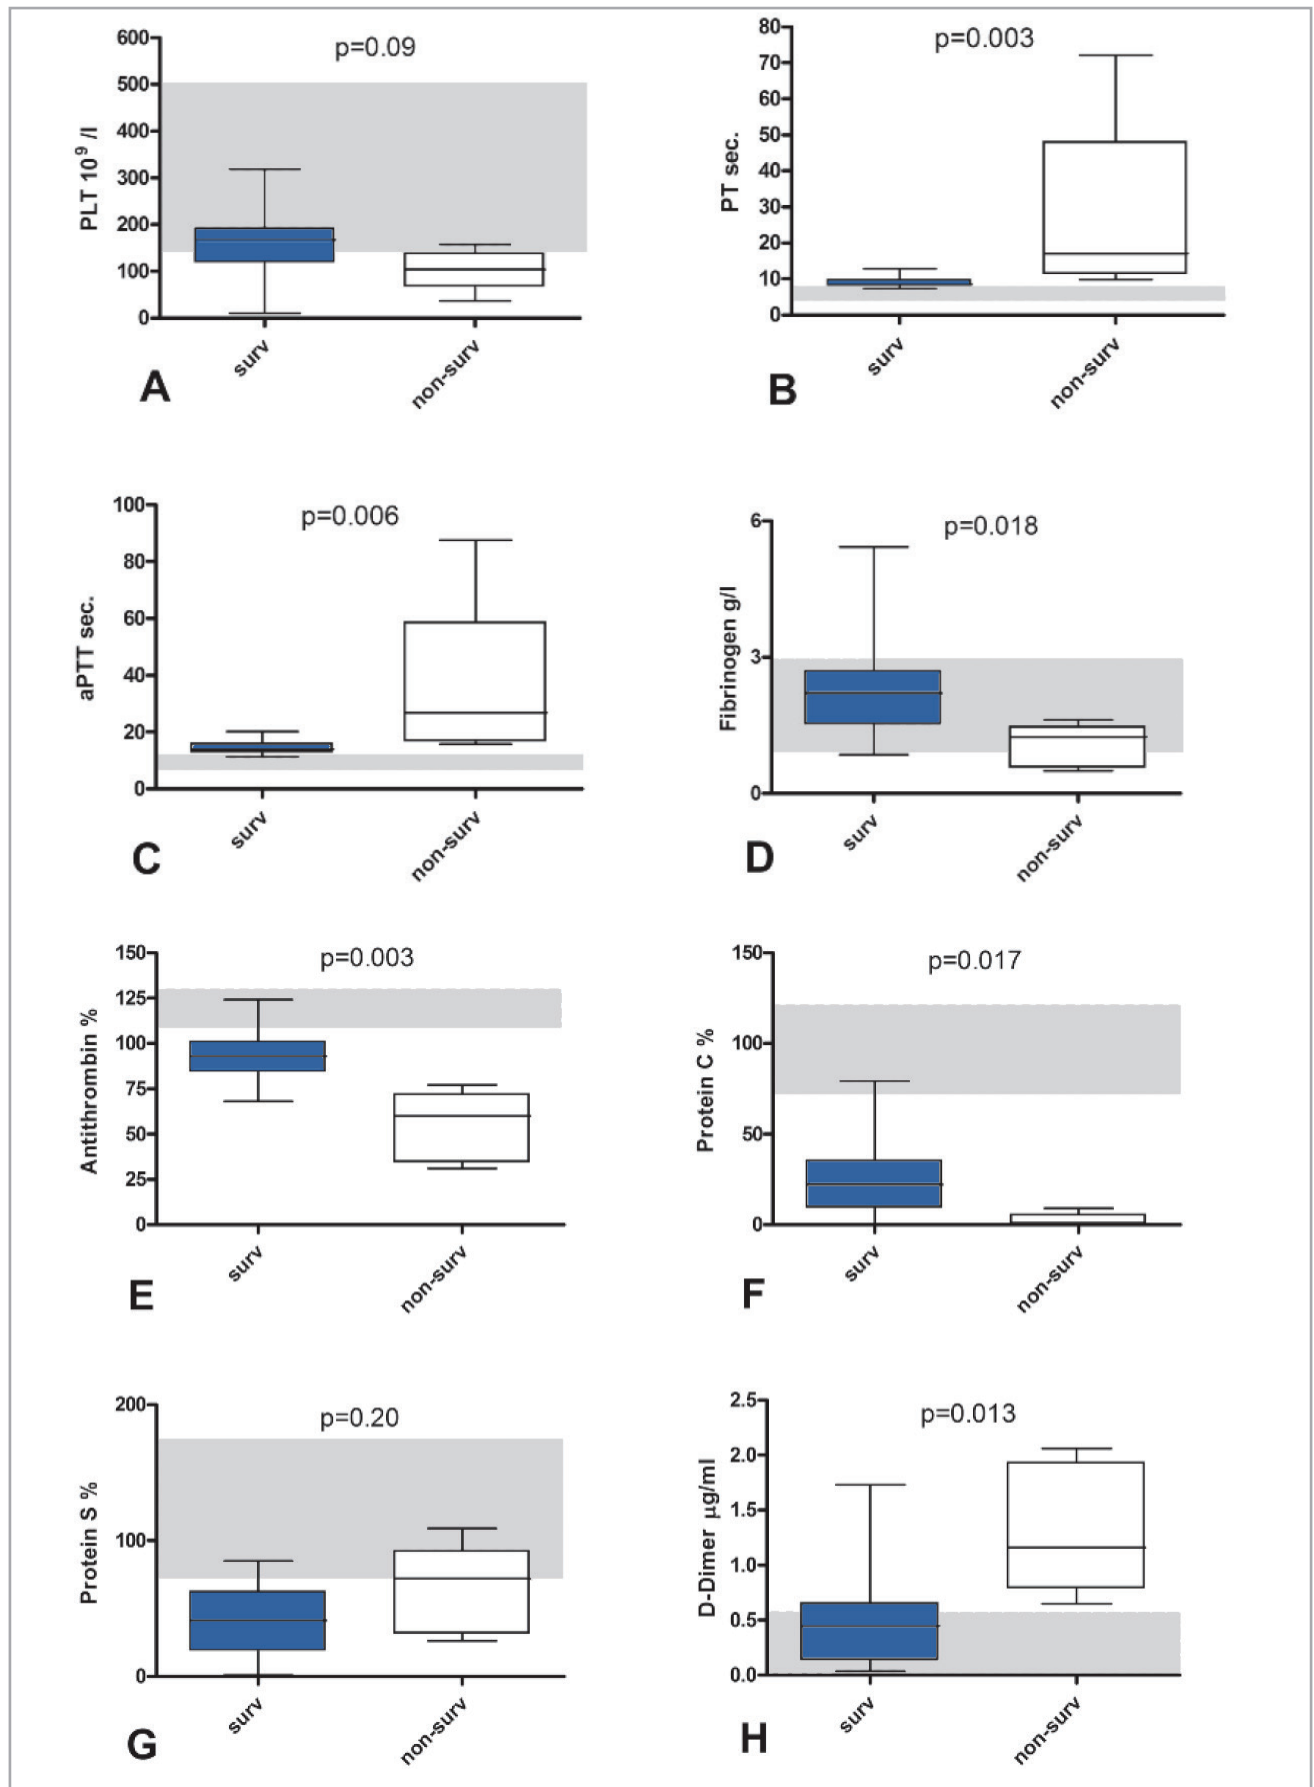 p=0.09
600
500
400
300
200
100
0
PLT 10⁹ /l
surv
non-surv
A
p=0.003
80
70
60
50
40
30
20
10
0
PT sec.
surv
non-surv
B
p=0.006
100
80
60
40
20
0
aPTT sec.
surv
non-surv
C
p=0.018
6
3
0
Fibrinogen g/l
surv
non-surv
D
p=0.003
150
125
100
75
50
25
0
Antithrombin %
surv
non-surv
E
p=0.017
150
100
50
0
Protein C %
surv
non-surv
F
p=0.20
200
100
0
Protein S %
surv
non-surv
G
p=0.013
2.5
2.0
1.5
1.0
0.5
0.0
D-Dimer µg/ml
surv
non-surv
H